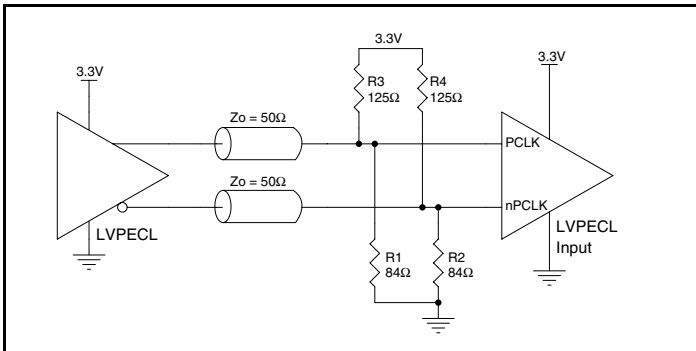 3.3V
3.3V
3.3V
R3
125Ω
R4
125Ω
Zo = 50Ω
PCLK
Zo = 50Ω
nPCLK
LVPECL
LVPECL
Input
R1
84Ω
R2
84Ω